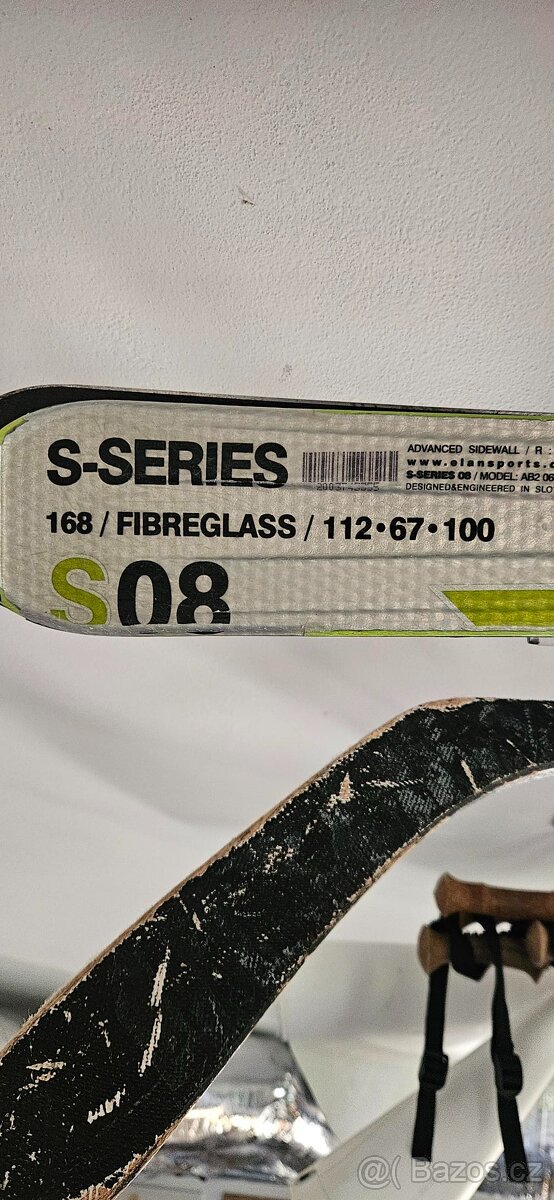 S-SERIES
ADVANCED SIDEWALL / R :
www.elansports.c
S-SERIES 08 / MODEL: AB2 06
DESIGNED&ENGINEERED IN SLO
168 / FIBREGLASS / 112•67•100
S08
@( Bazos.cz